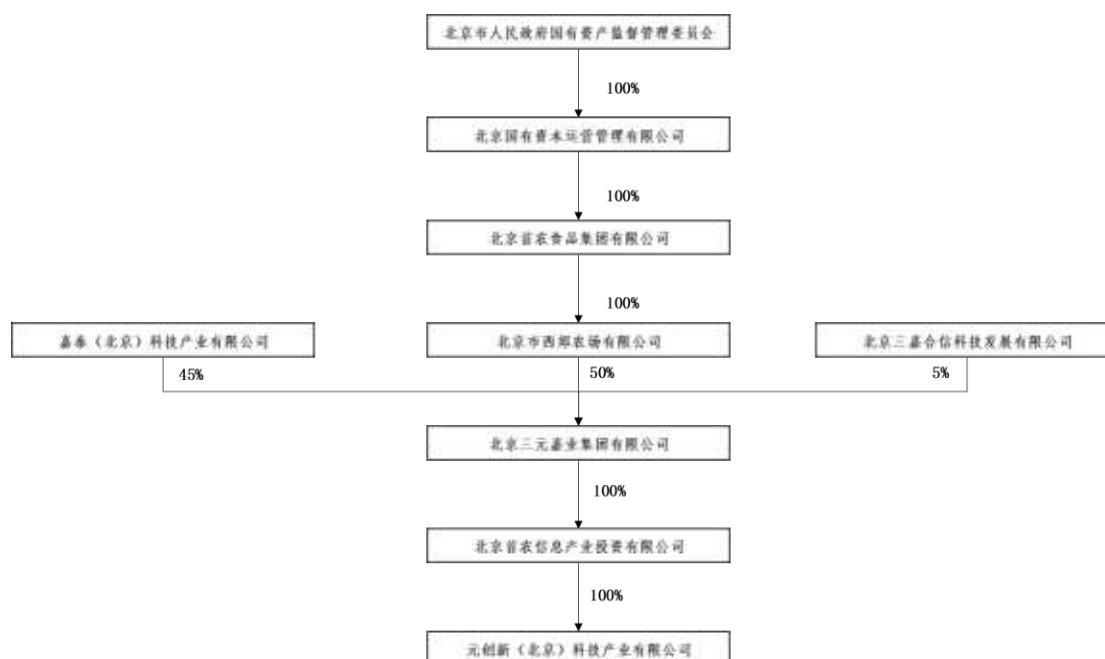 北京市人民政府国有资产监督管理委员会
100%
北京国有资本运营管理有限公司
100%
北京首农食品集团有限公司
100%
嘉泰（北京）科技产业有限公司
北京市西郊农场有限公司
北京三嘉合信科技发展有限公司
45%
50%
5%
北京三元嘉业集团有限公司
100%
北京首农信息产业投资有限公司
100%
元创新（北京）科技产业有限公司